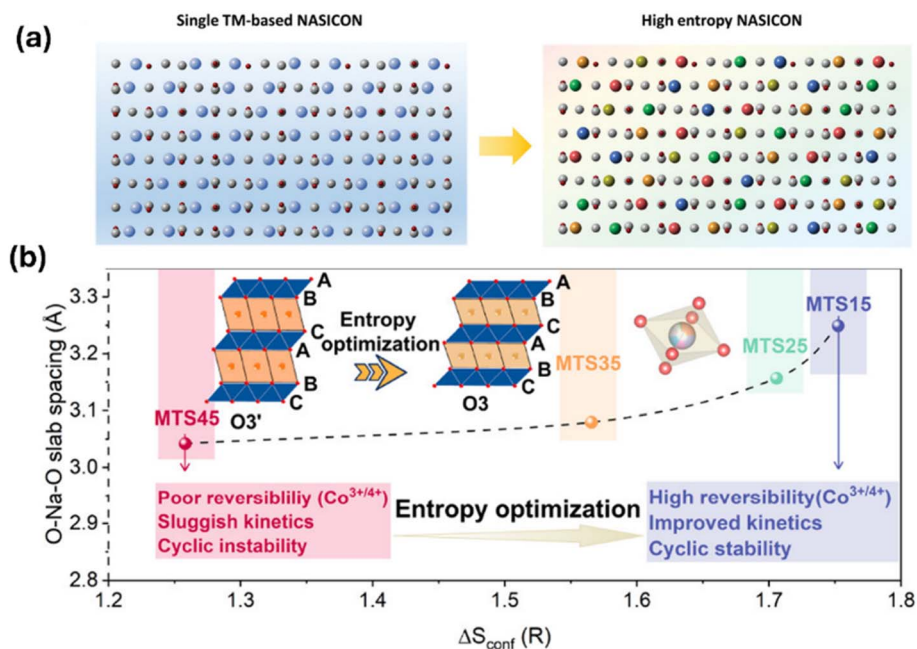 (a)
Single TM-based NASICON
High entropy NASICON
(b)
O-Na-O slab spacing (Å)
3.3
3.2
3.1
3.0
2.9
2.8
A
B
C
A
B
C
O3'
MTS45
Entropy
optimization
A
B
C
A
B
C
O3
MTS35
MTS25
MTS15
Poor reversibliliy (Co³⁺/⁴⁺)
Sluggish kinetics
Cyclic instability
Entropy optimization
High reversibility(Co³⁺/⁴⁺)
Improved kinetics
Cyclic stability
1.2
1.3
1.4
1.5
1.6
1.7
1.8
ΔSconf (R)